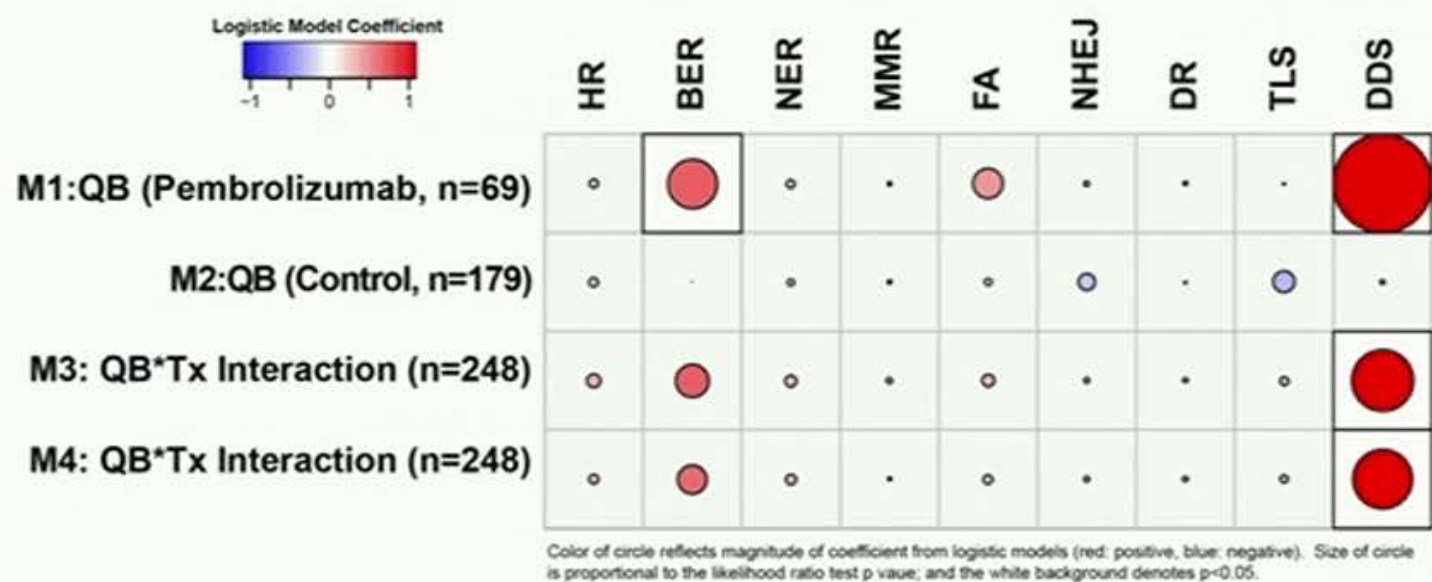 Logistic Model Coefficient
−1 0 1
HR BER NER MMR FA NHEJ DR TLS DDS
M1:QB (Pembrolizumab, n=69)
M2:QB (Control, n=179)
M3: QB*Tx Interaction (n=248)
M4: QB*Tx Interaction (n=248)
Color of circle reflects magnitude of coefficient from logistic models (red: positive, blue: negative). Size of circle
is proportional to the likelihood ratio test p vaue; and the white background denotes p<0.05.